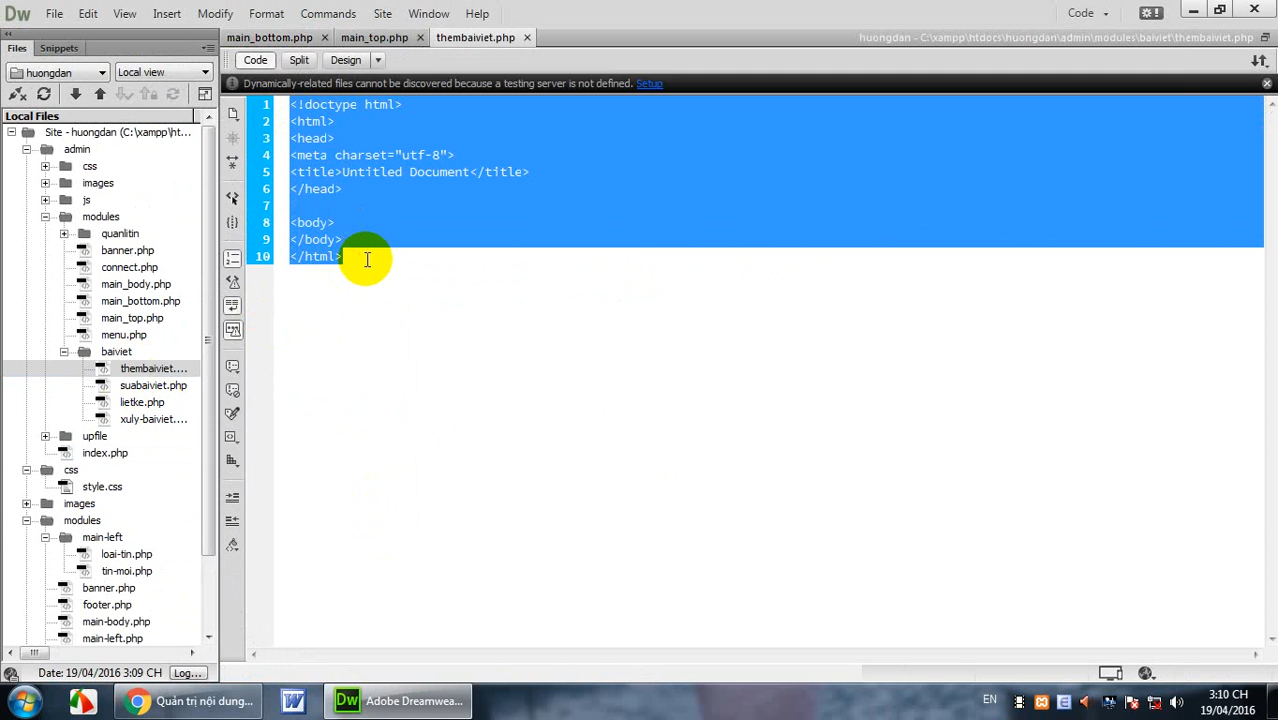 Dw File Edit View Insert Modify Format Commands Site Window Help Code
Files Snippets
main_bottom.php main_top.php thembaiviet.php huongdan - C:\xampp\htdocs\huongdan\admin\modules\baiviet\thembaiviet.php
Code Split Design
huongdan Local view
Dynamically-related files cannot be discovered because a testing server is not defined. Setup
Local Files
Site - huongdan (C:\xampp\ht...
admin
css
images
js
modules
quanlitin
banner.php
connect.php
main_body.php
main_bottom.php
main_top.php
menu.php
baiviet
thembaiviet....
suabaiviet.php
lietke.php
xuly-baiviet....
upfile
index.php
css
style.css
images
modules
main-left
loai-tin.php
tin-moi.php
banner.php
footer.php
main-body.php
main-left.php
1 <!doctype html>
2 <html>
3 <head>
4 <meta charset="utf-8">
5 <title>Untitled Document</title>
6 </head>
7
8 <body>
9 </body>
10 </html>
Date: 19/04/2016 3:09 CH Log...
Quản trị nội dung... W Dw Adobe Dreamwea... EN 3:10 CH
19/04/2016